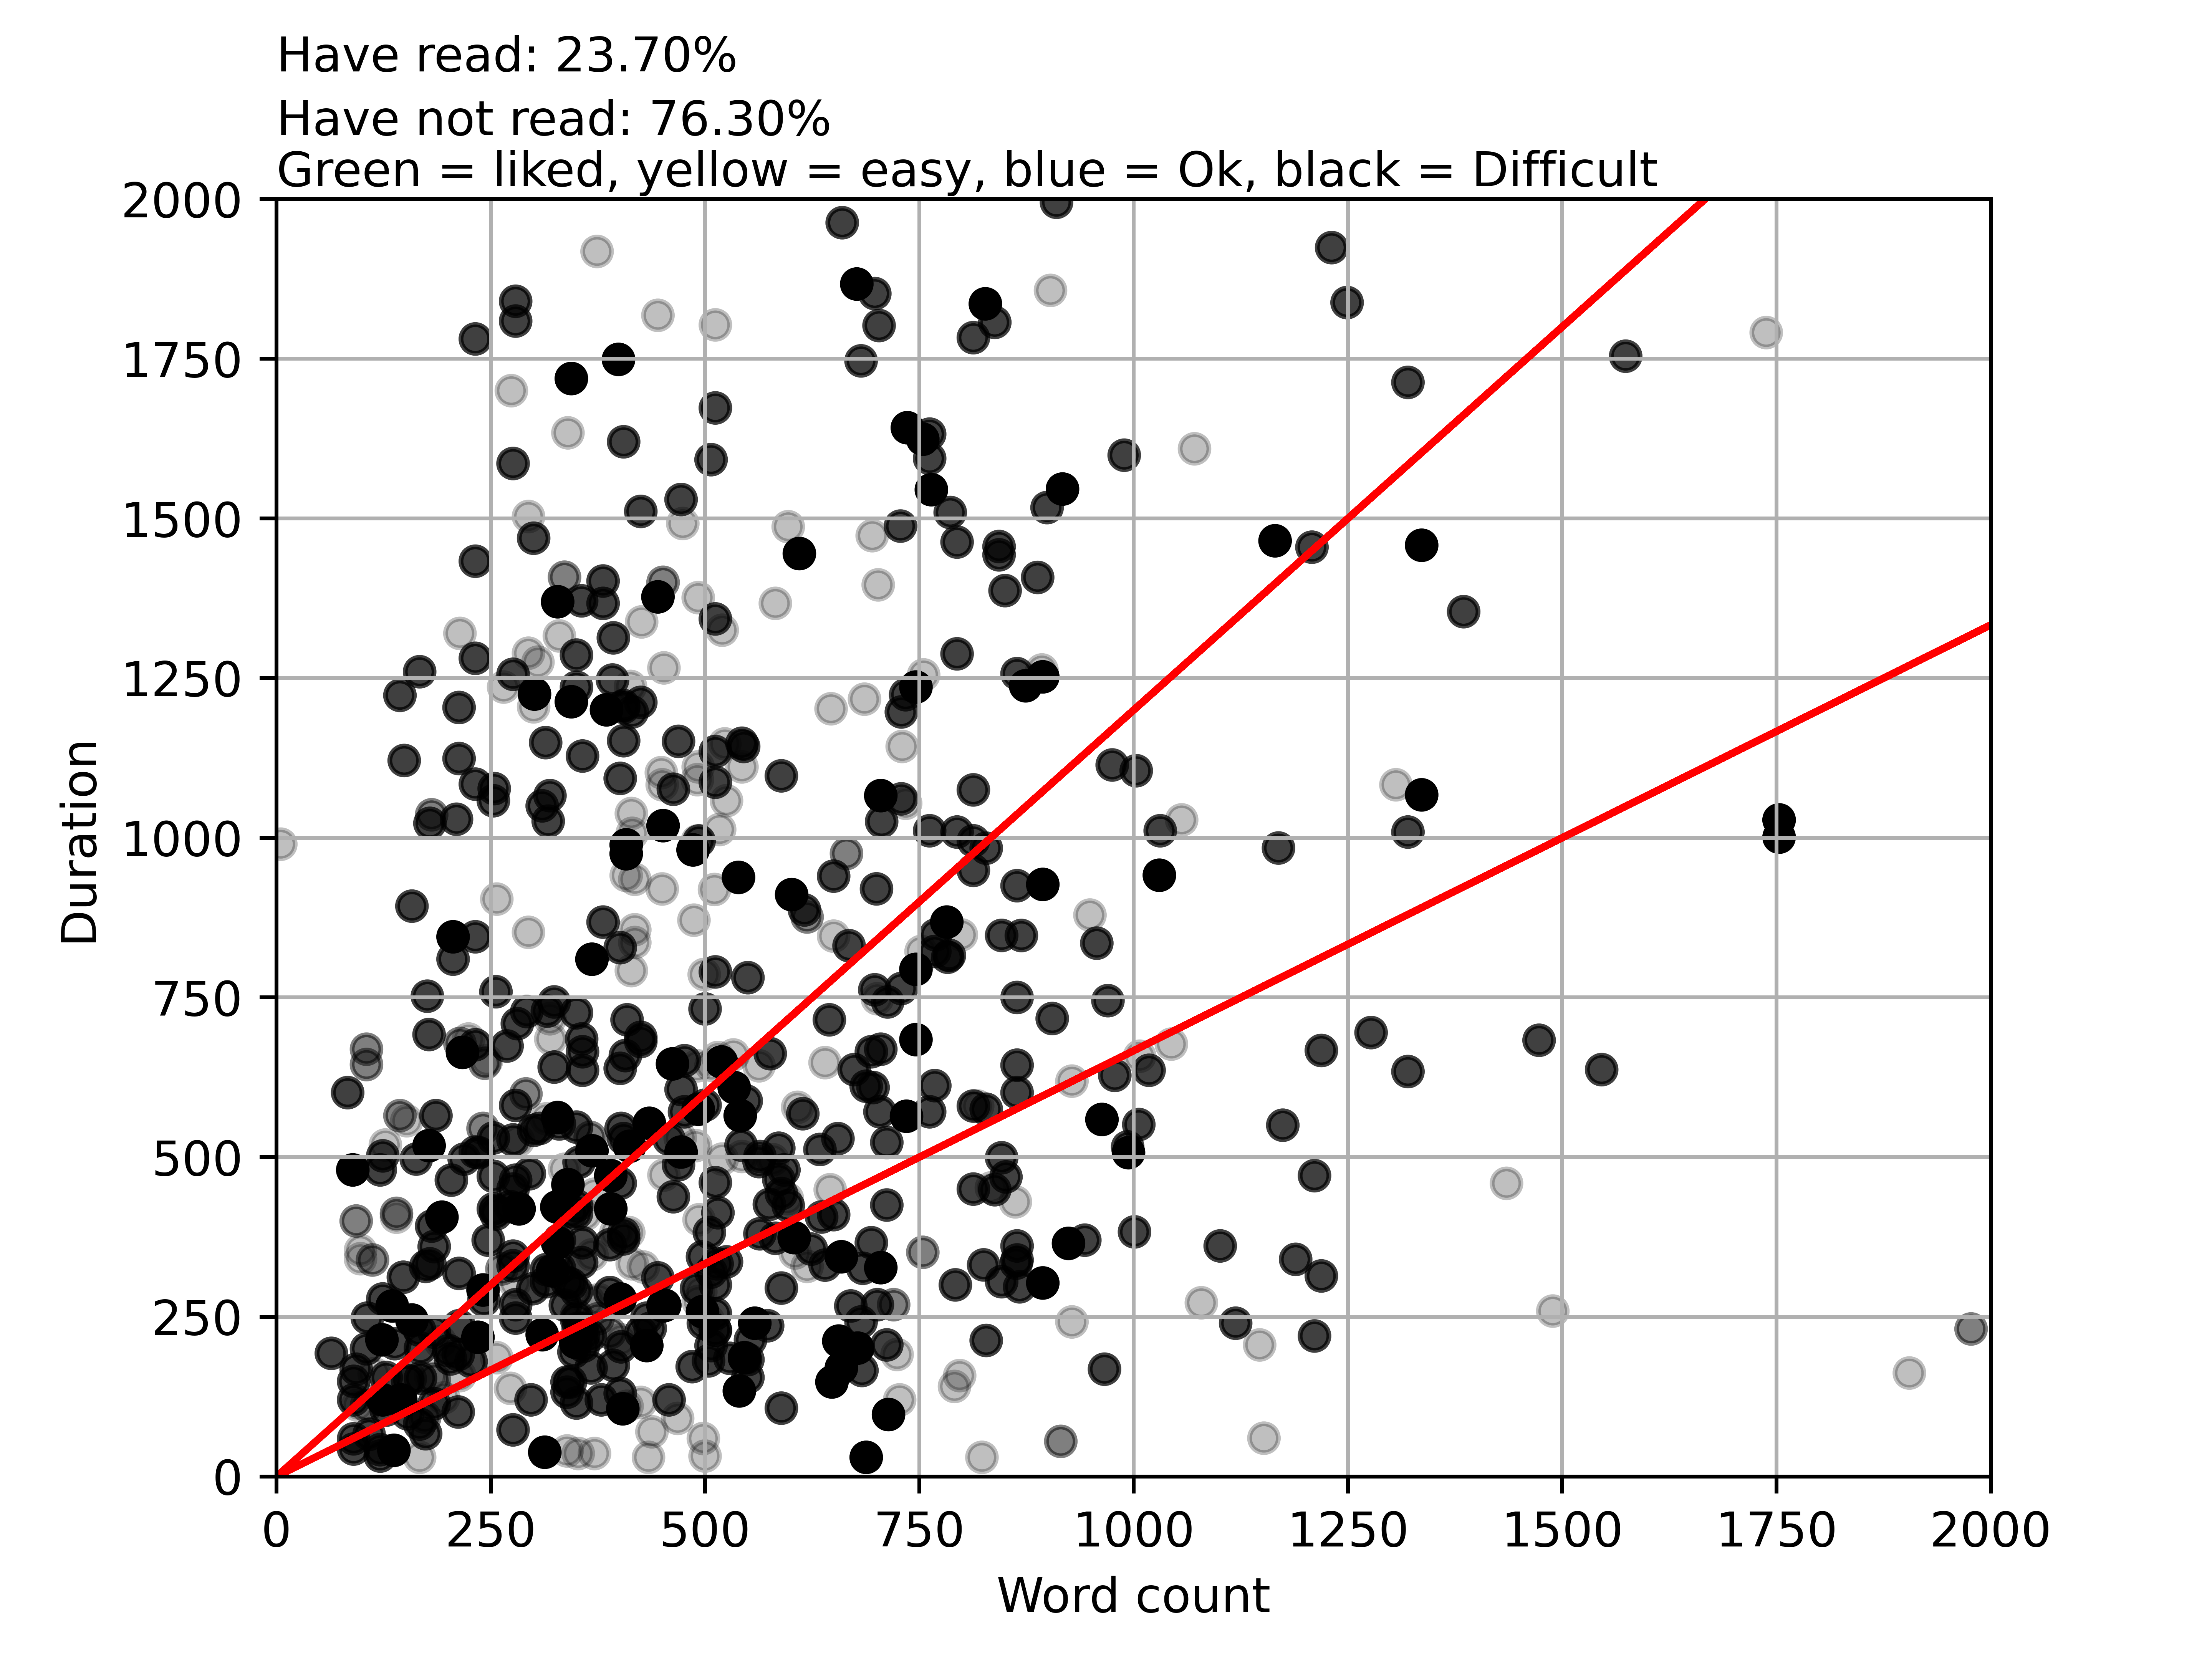 Have read: 23.70%
Have not read: 76.30%
Green = liked, yellow = easy, blue = Ok, black = Difficult
2000
1750
1500
1250
1000
750
500
250
0
Duration
0 250 500 750 1000 1250 1500 1750 2000
Word count